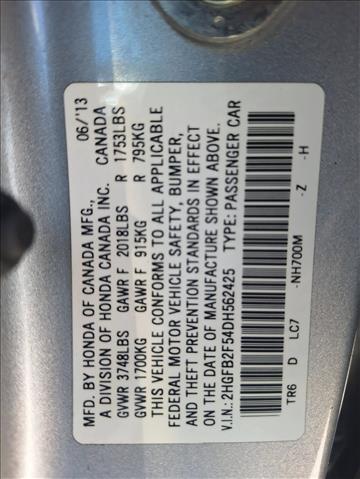 MFD. BY HONDA OF CANADA MFG., 06/'13
A DIVISION OF HONDA CANADA INC. CANADA
GVWR 3748LBS GAWR F 2018LBS R 1753LBS
GVWR 1700KG GAWR F 915KG R 795KG
THIS VEHICLE CONFORMS TO ALL APPLICABLE
FEDERAL MOTOR VEHICLE SAFETY, BUMPER,
AND THEFT PREVENTION STANDARDS IN EFFECT
ON THE DATE OF MANUFACTURE SHOWN ABOVE.
V.I.N.: 2HGFB2F54DH562425 TYPE: PASSENGER CAR
TR6 D LC7 -NH700M -Z -H